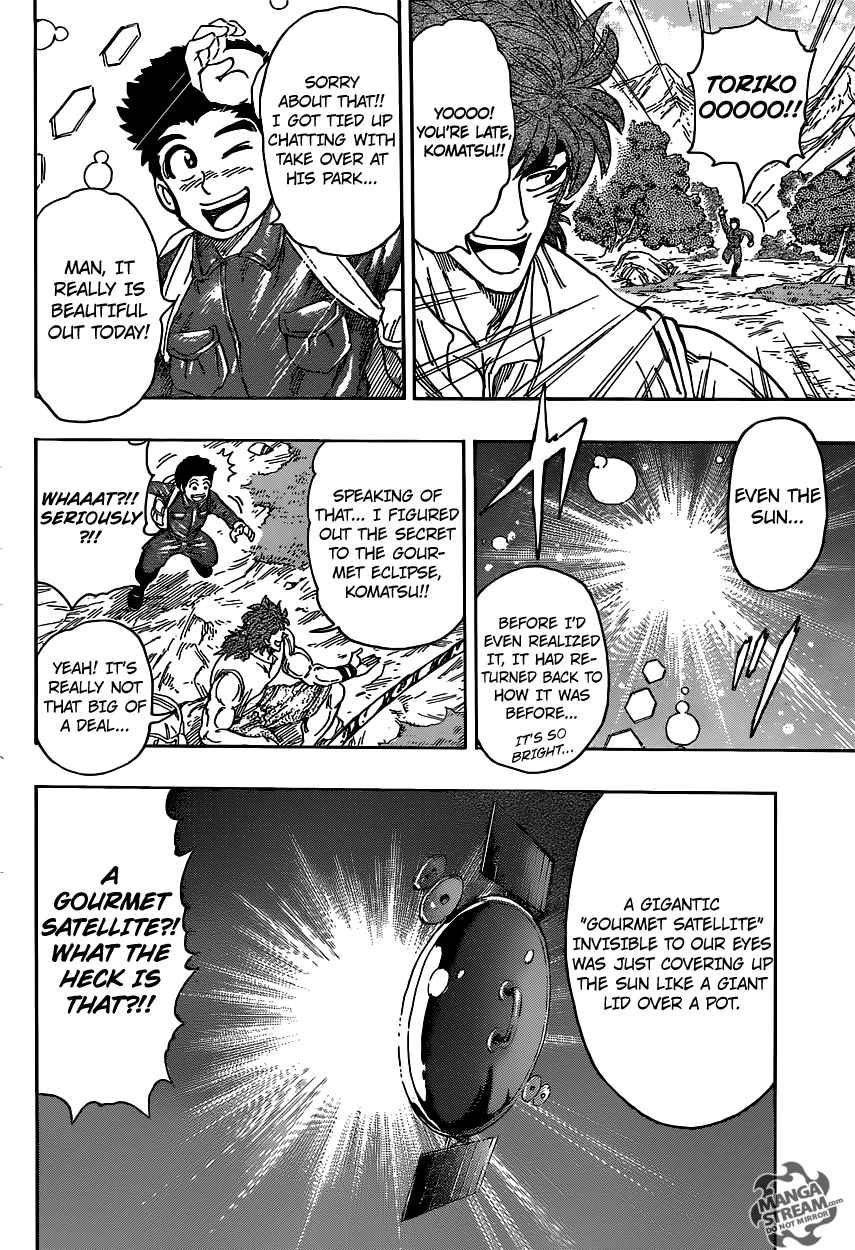 TORIKO
OOOOO!!
YOOOO!
YOU'RE LATE,
KOMATSU!!
SORRY
ABOUT THAT!!
I GOT TIED UP
CHATTING WITH
TAKE OVER AT
HIS PARK...
MAN, IT
REALLY IS
BEAUTIFUL
OUT TODAY!
EVEN THE
SUN...
BEFORE I'D
EVEN REALIZED
IT, IT HAD RE-
TURNED BACK TO
HOW IT WAS
BEFORE...
IT'S SO
BRIGHT...
SPEAKING OF
THAT... I FIGURED
OUT THE SECRET
TO THE GOUR-
MET ECLIPSE,
KOMATSU!!
WHAAAT?!!
SERIOUSLY
?!!
YEAH! IT'S
REALLY NOT
THAT BIG OF
A DEAL...
A GIGANTIC
"GOURMET SATELLITE"
INVISIBLE TO OUR EYES
WAS JUST COVERING UP
THE SUN LIKE A GIANT
LID OVER A POT.
A
GOURMET
SATELLITE?!
WHAT THE
HECK IS
THAT?!!
MANGA
STREAM.com
DO NOT MIRROR